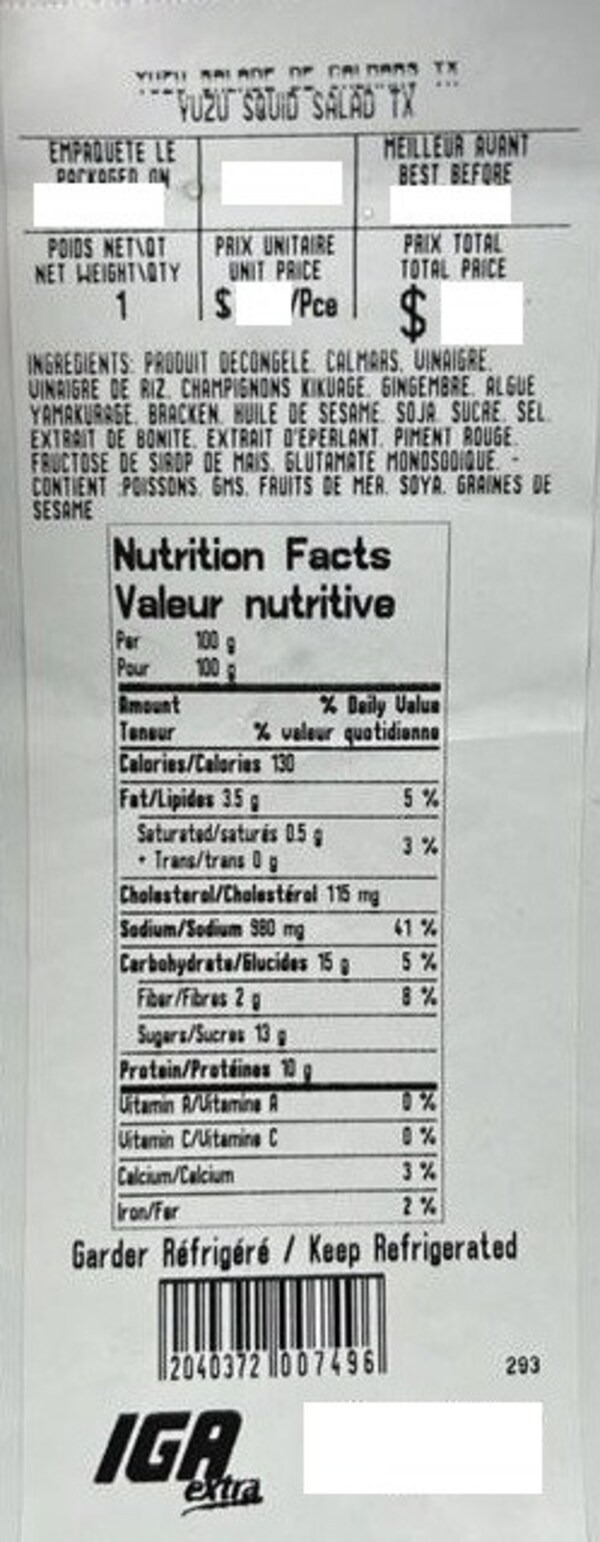 YUZU SALADE DE CALMARS TX
YUZU SQUID SALAD TX
EMPAQUETE LE
PACKAGED ON
MEILLEUR AVANT
BEST BEFORE
POIDS NET\QT
NET WEIGHT\QTY
1
PRIX UNITAIRE
UNIT PRICE
$ /Pce
PRIX TOTAL
TOTAL PRICE
$
INGREDIENTS: PRODUIT DECONGELE. CALMARS, VINAIGRE,
VINAIGRE DE RIZ, CHAMPIGNONS KIKUAGE, GINGEMBRE, ALGUE
YAMAKURAGE, BRACKEN, HUILE DE SESAME, SOJA, SUCRE, SEL,
EXTRAIT DE BONITE, EXTRAIT D'EPERLANT, PIMENT ROUGE,
FRUCTOSE DE SIROP DE MAIS, GLUTAMATE MONOSODIQUE. -
CONTIENT :POISSONS, GMS, FRUITS DE MER, SOYA, GRAINES DE
SESAME
Nutrition Facts
Valeur nutritive
Per 100 g
Pour 100 g
Amount % Daily Value
Teneur % valeur quotidienne
Calories/Calories 130
Fat/Lipides 3.5 g 5 %
Saturated/saturés 0.5 g
+ Trans/trans 0 g 3 %
Cholesterol/Cholestérol 115 mg
Sodium/Sodium 980 mg 41 %
Carbohydrate/Glucides 15 g 5 %
Fiber/Fibres 2 g 8 %
Sugars/Sucres 13 g
Protein/Protéines 10 g
Vitamin A/Vitamine A 0 %
Vitamin C/Vitamine C 0 %
Calcium/Calcium 3 %
Iron/Fer 2 %
Garder Réfrigéré / Keep Refrigerated
2040372 007496
293
IGA
extra